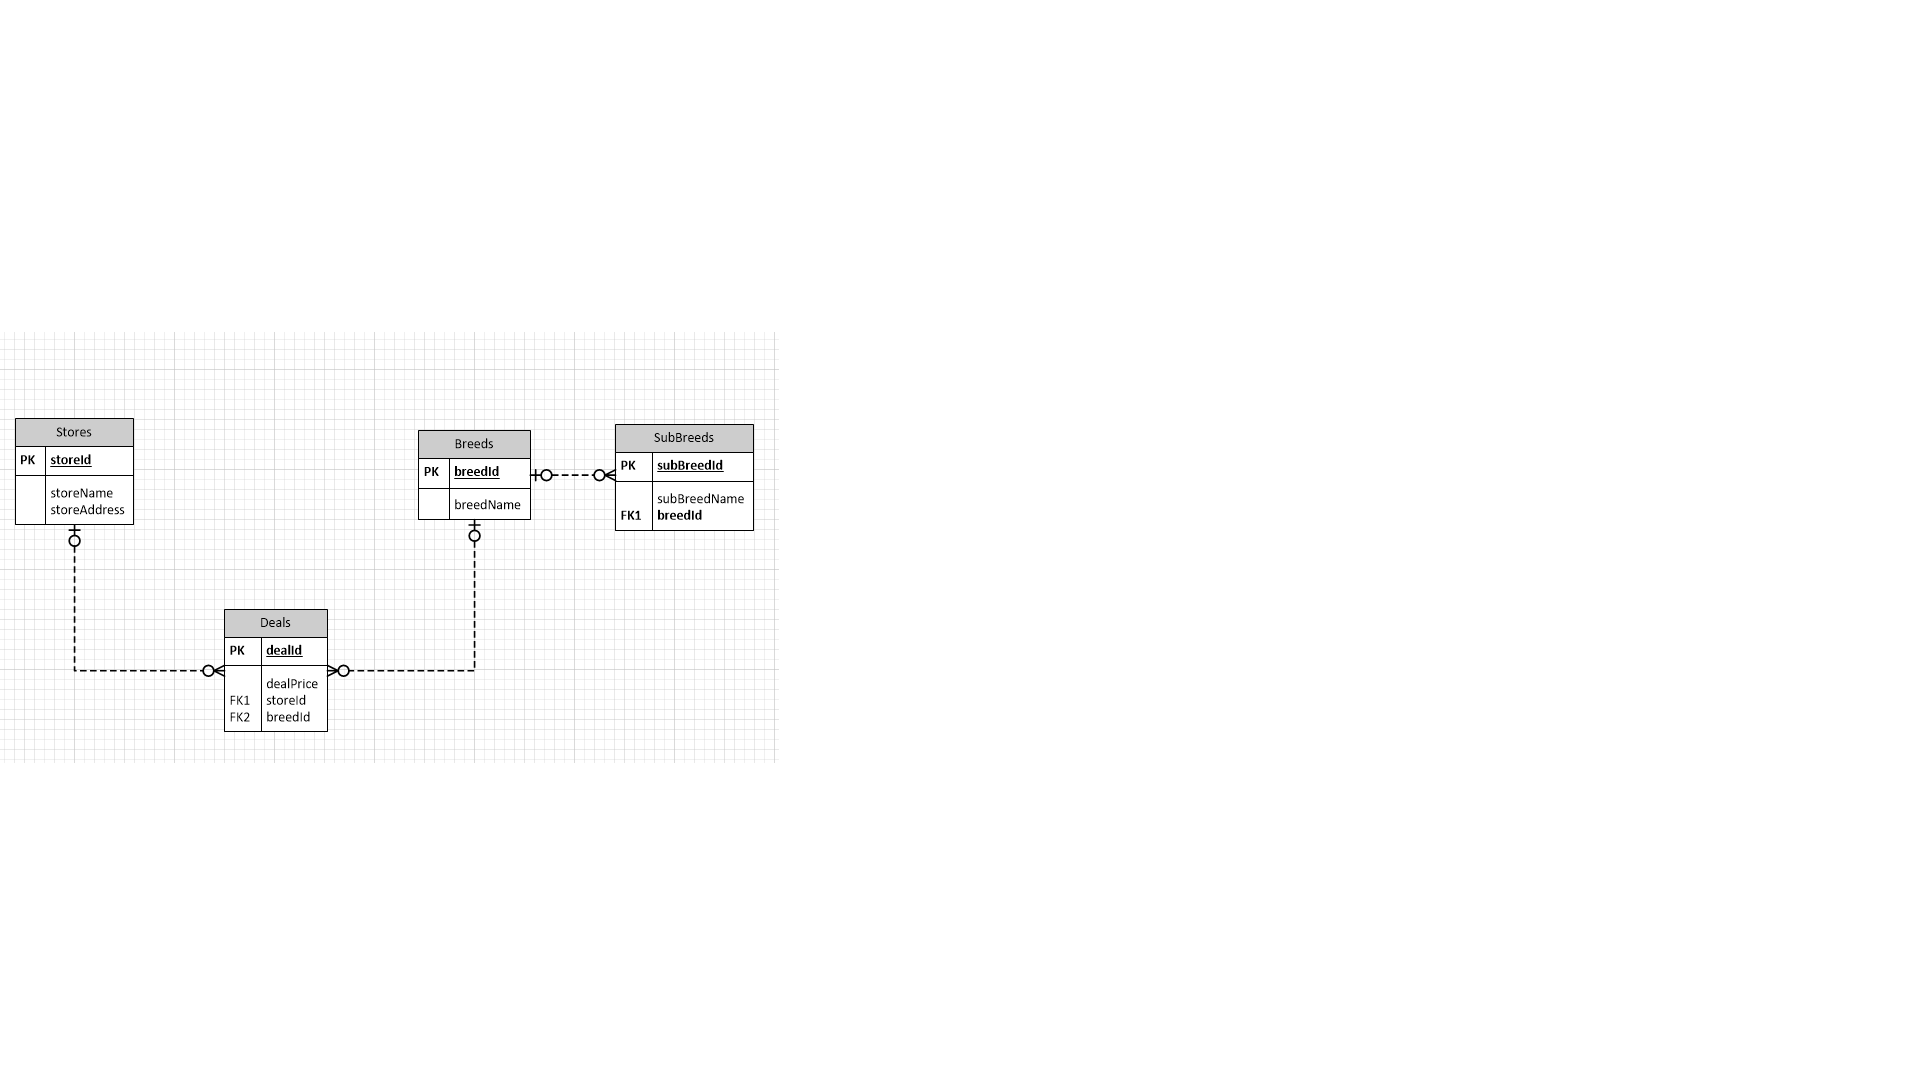 Stores
PK storeId
storeName
storeAddress
Breeds
PK breedId
breedName
SubBreeds
PK subBreedId
subBreedName
FK1 breedId
Deals
PK dealId
dealPrice
FK1 storeId
FK2 breedId